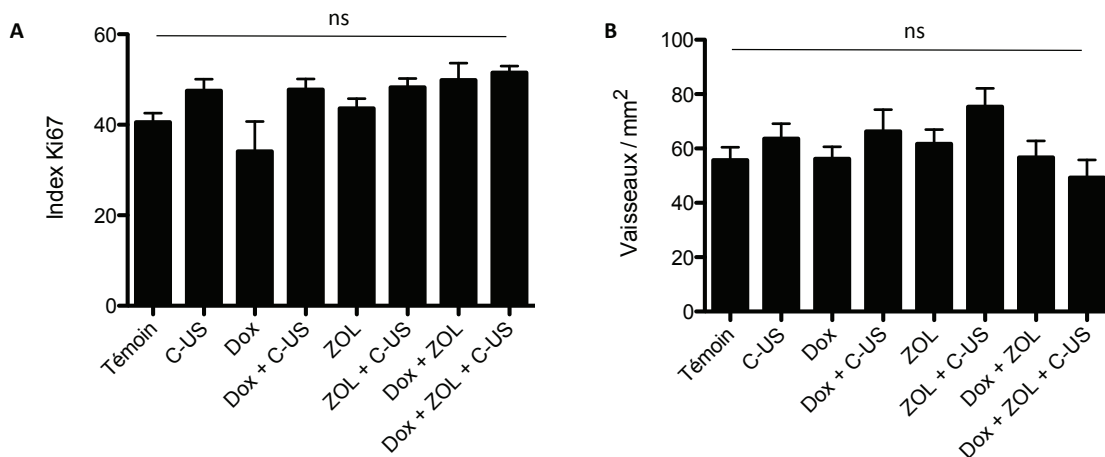 A
ns
60
40
20
0
Index Ki67
Témoin
C-US
Dox
Dox + C-US
ZOL
ZOL + C-US
Dox + ZOL
Dox + ZOL + C-US
B
ns
100
80
60
40
20
0
Vaisseaux / mm²
Témoin
C-US
Dox
Dox + C-US
ZOL
ZOL + C-US
Dox + ZOL
Dox + ZOL + C-US